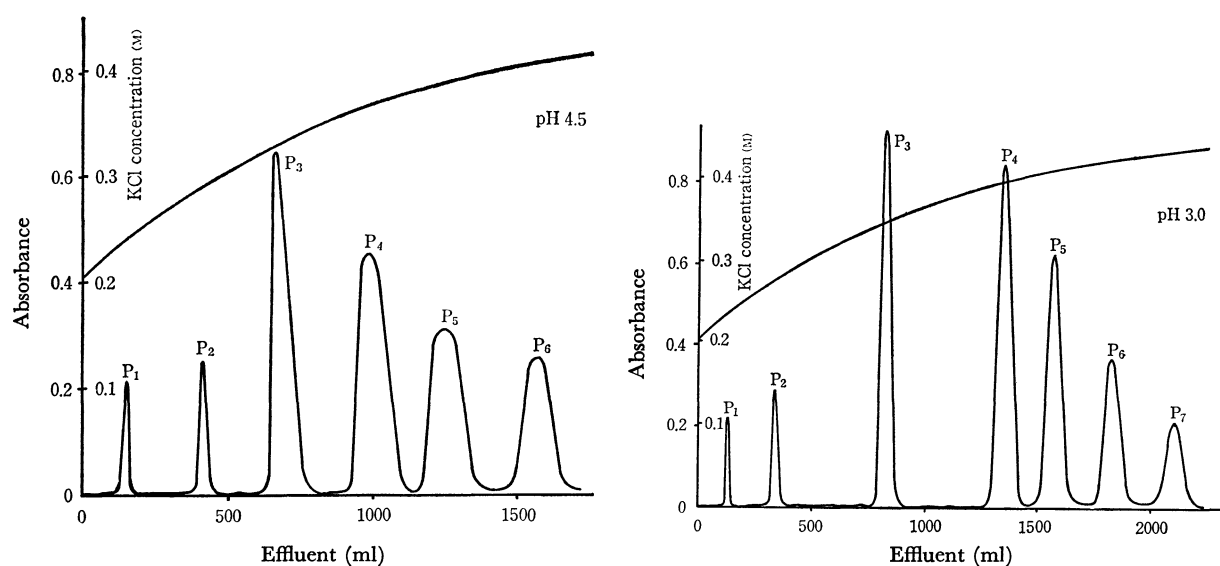 KCl concentration (M)
Absorbance
0.8
0.6
0.4
0.2
0
0.4
0.3
0.2
0.1
pH 4.5
P1
P2
P3
P4
P5
P6
0
500
1000
1500
Effluent (ml)
KCl concentration (M)
Absorbance
0.8
0.6
0.4
0.2
0
0.4
0.3
0.2
0.1
pH 3.0
P1
P2
P3
P4
P5
P6
P7
0
500
1000
1500
2000
Effluent (ml)